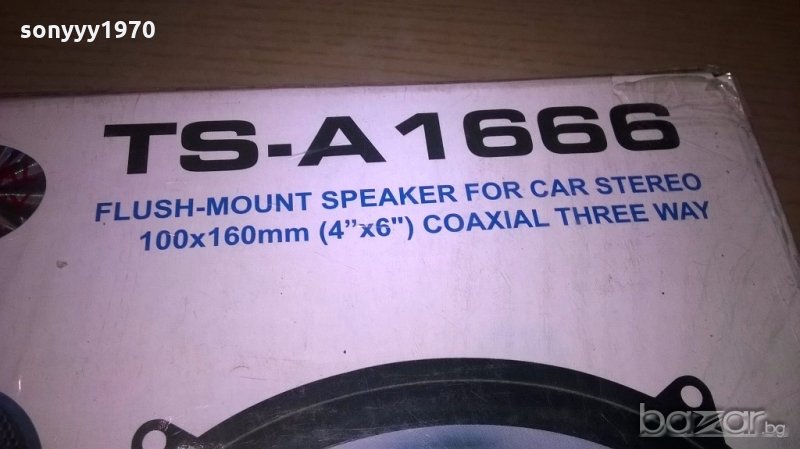 sonyyy1970
TS-A1666
FLUSH-MOUNT SPEAKER FOR CAR STEREO
100x160mm (4”x6") COAXIAL THREE WAY
bazar.bg